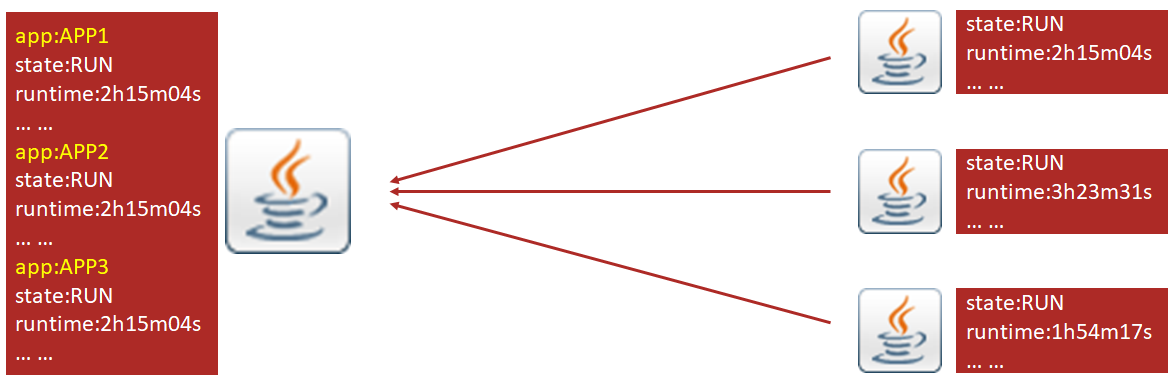 app:APP1
state:RUN
runtime:2h15m04s
... ...
app:APP2
state:RUN
runtime:2h15m04s
... ...
app:APP3
state:RUN
runtime:2h15m04s
... ...
state:RUN
runtime:2h15m04s
... ...
state:RUN
runtime:3h23m31s
... ...
state:RUN
runtime:1h54m17s
... ...